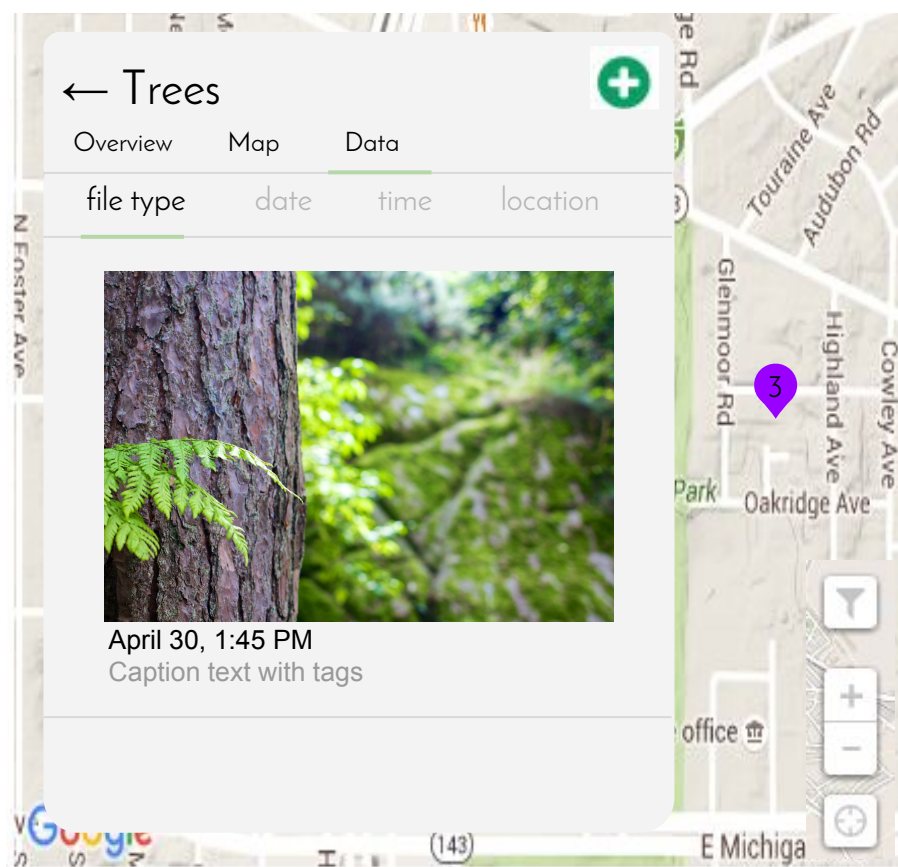 ← Trees
Overview Map Data
file type date time location
April 30, 1:45 PM
Caption text with tags
ge Rd
Touraine Ave
Audubon Rd
N Foster Ave
Glenmoor Rd
Highland Ave
Cowley Ave
3
Park
Oakridge Ave
office
Google
(143)
E Michiga